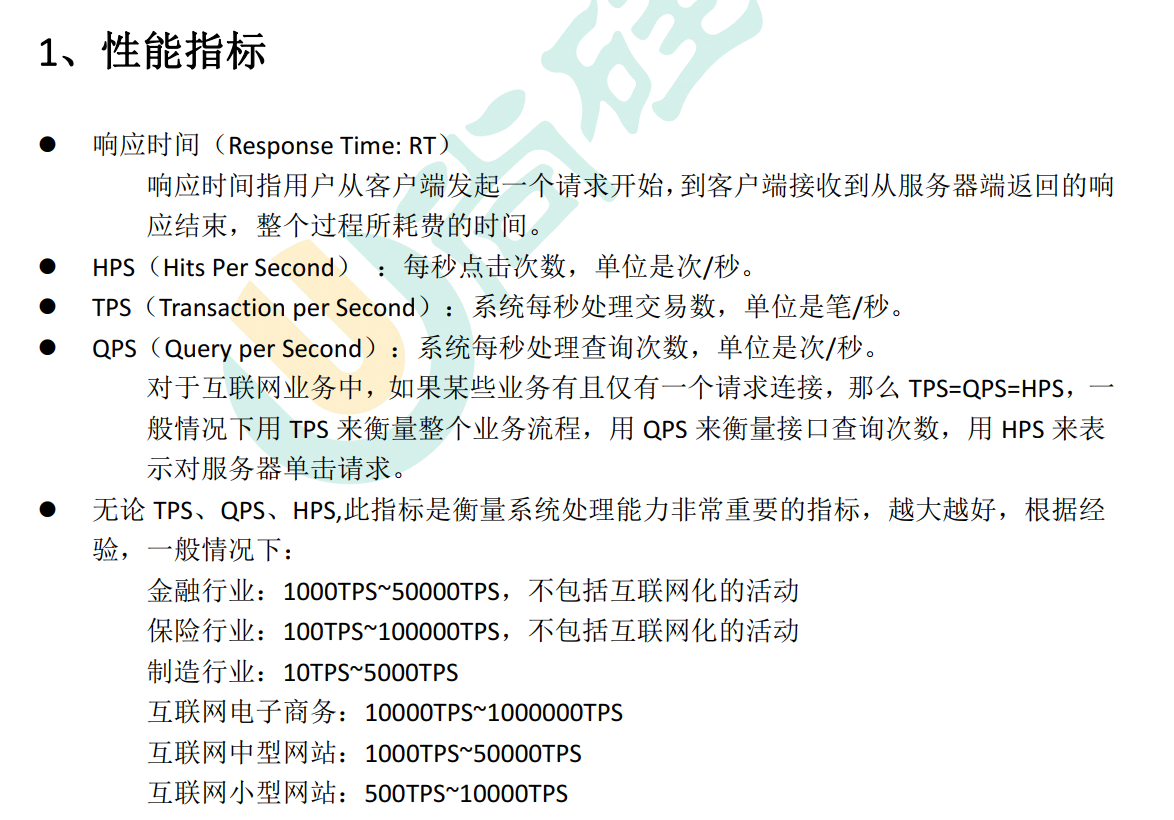 1、性能指标
● 响应时间（Response Time: RT）
响应时间指用户从客户端发起一个请求开始，到客户端接收到从服务器端返回的响
应结束，整个过程所耗费的时间。
● HPS（Hits Per Second） ：每秒点击次数，单位是次/秒。
● TPS（Transaction per Second）：系统每秒处理交易数，单位是笔/秒。
● QPS（Query per Second）：系统每秒处理查询次数，单位是次/秒。
对于互联网业务中，如果某些业务有且仅有一个请求连接，那么 TPS=QPS=HPS，一
般情况下用 TPS 来衡量整个业务流程，用 QPS 来衡量接口查询次数，用 HPS 来表
示对服务器单击请求。
● 无论 TPS、QPS、HPS,此指标是衡量系统处理能力非常重要的指标，越大越好，根据经
验，一般情况下：
金融行业：1000TPS~50000TPS，不包括互联网化的活动
保险行业：100TPS~100000TPS，不包括互联网化的活动
制造行业：10TPS~5000TPS
互联网电子商务：10000TPS~1000000TPS
互联网中型网站：1000TPS~50000TPS
互联网小型网站：500TPS~10000TPS
尚硅